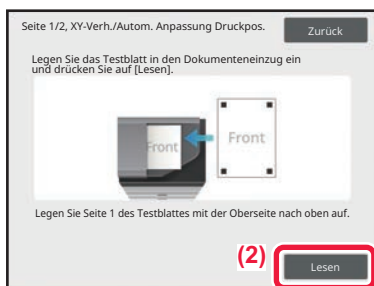 Seite 1/2, XY-Verh./Autom. Anpassung Druckpos.
Zurück
Legen Sie das Testblatt in den Dokumenteneinzug ein
und drücken Sie auf [Lesen].
Front
Front
Legen Sie Seite 1 des Testblattes mit der Oberseite nach oben auf.
(2)
Lesen